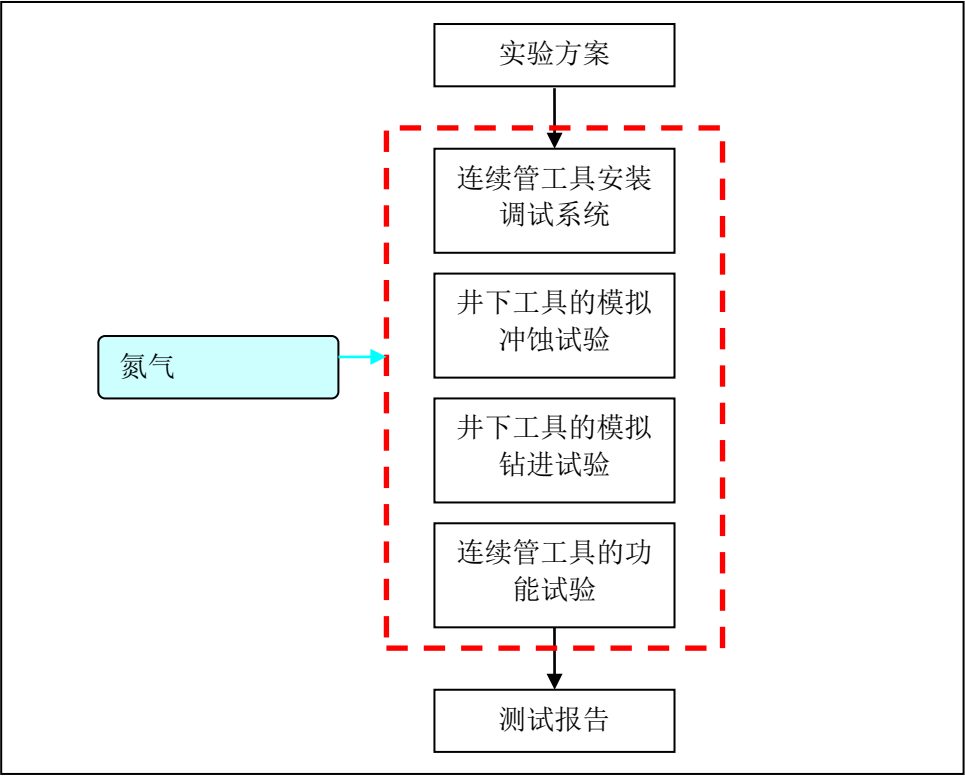 实验方案
连续管工具安装
调试系统
井下工具的模拟
冲蚀试验
氮气
井下工具的模拟
钻进试验
连续管工具的功
能试验
测试报告